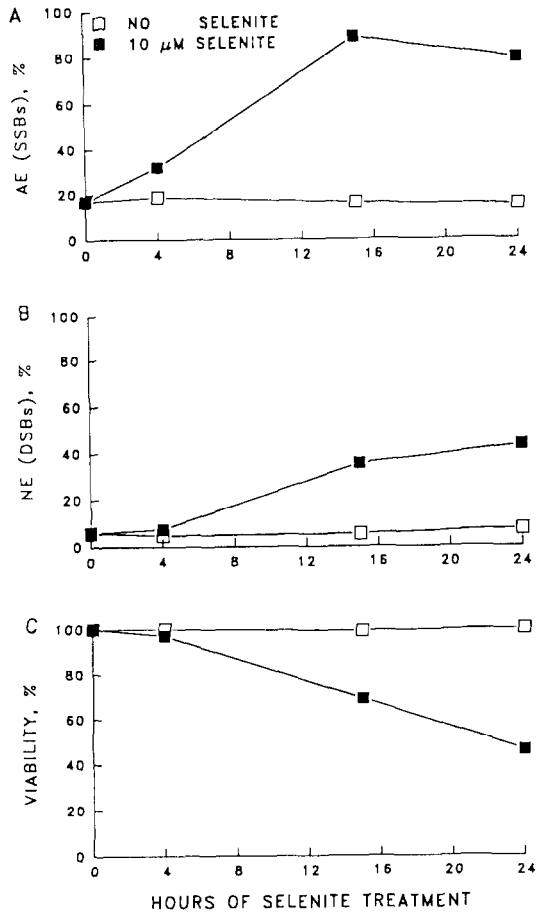 A
NO SELENITE
10 µM SELENITE
AE (SSBs), %
100
80
60
40
20
0
0 4 8 12 16 20 24
B
NE (DSBs), %
100
80
60
40
20
0
0 4 8 12 16 20 24
C
VIABILITY, %
100
80
60
40
20
0
0 4 8 12 16 20 24
HOURS OF SELENITE TREATMENT